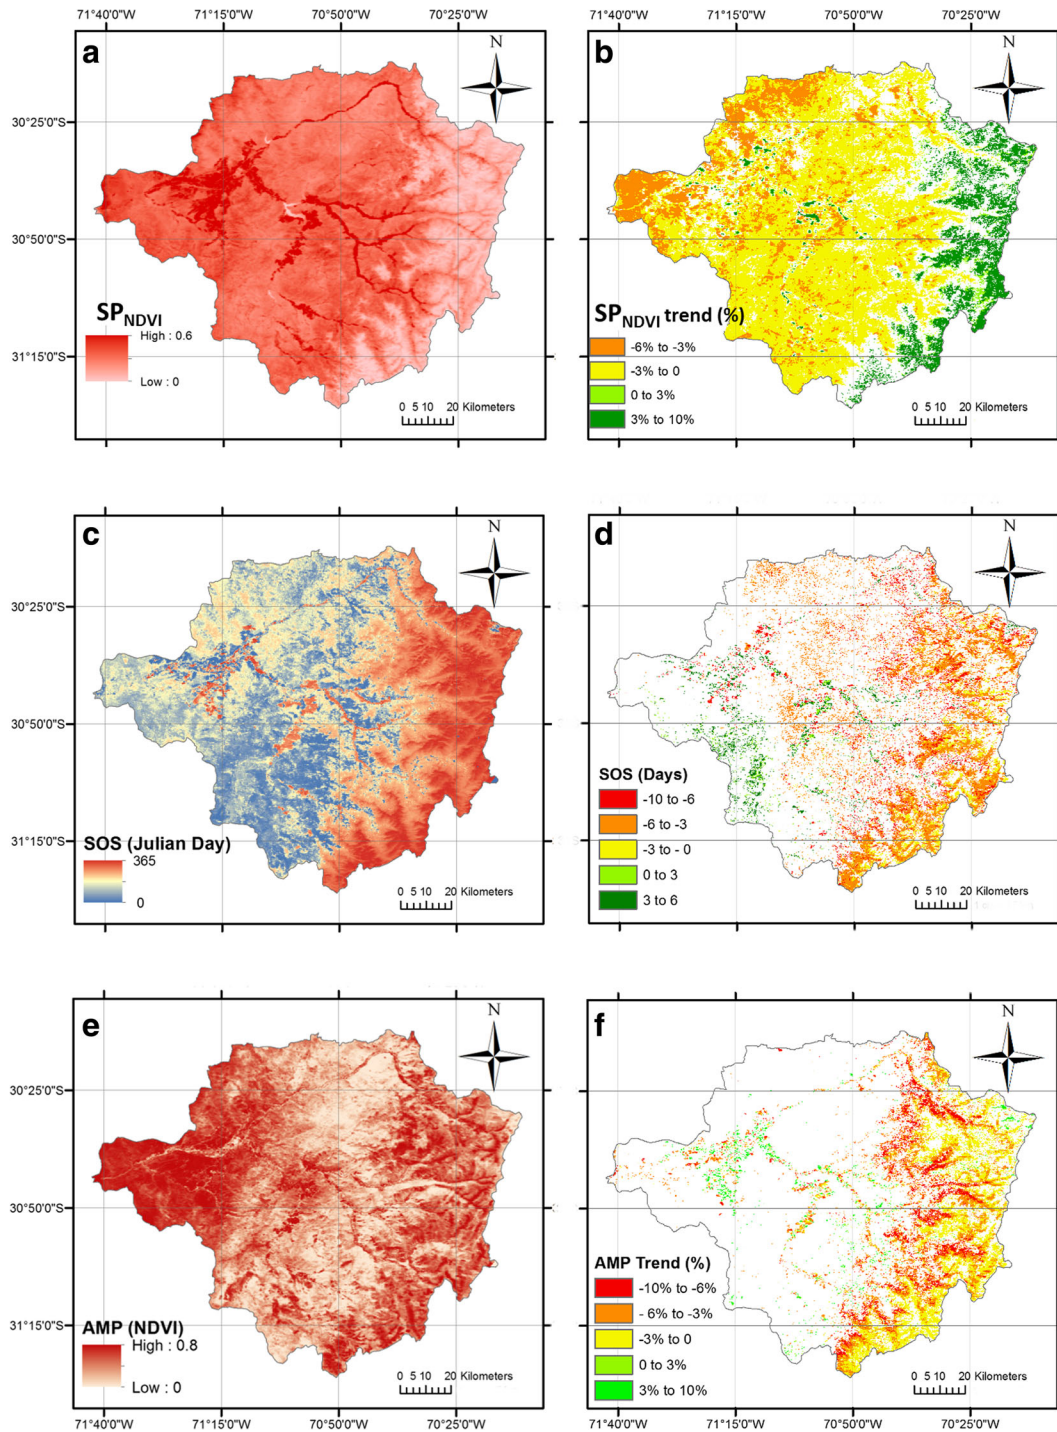 71°40'0"W 71°15'0"W 70°50'0"W 70°25'0"W 71°40'0"W 71°15'0"W 70°50'0"W 70°25'0"W
a
N
30°25'0"S
30°50'0"S
31°15'0"S
SPNDVI
High : 0.6
Low : 0
0 5 10 20 Kilometers
b
N
SPNDVI trend (%)
-6% to -3%
-3% to 0
0 to 3%
3% to 10%
0 5 10 20 Kilometers
c
N
30°25'0"S
30°50'0"S
31°15'0"S
SOS (Julian Day)
365
0
0 5 10 20 Kilometers
d
N
SOS (Days)
-10 to -6
-6 to -3
-3 to - 0
0 to 3
3 to 6
0 5 10 20 Kilometers
e
N
30°25'0"S
30°50'0"S
31°15'0"S
AMP (NDVI)
High : 0.8
Low : 0
0 5 10 20 Kilometers
f
N
AMP Trend (%)
-10% to -6%
- 6% to -3%
-3% to 0
0 to 3%
3% to 10%
0 5 10 20 Kilometers
71°40'0"W 71°15'0"W 70°50'0"W 70°25'0"W 71°40'0"W 71°15'0"W 70°50'0"W 70°25'0"W